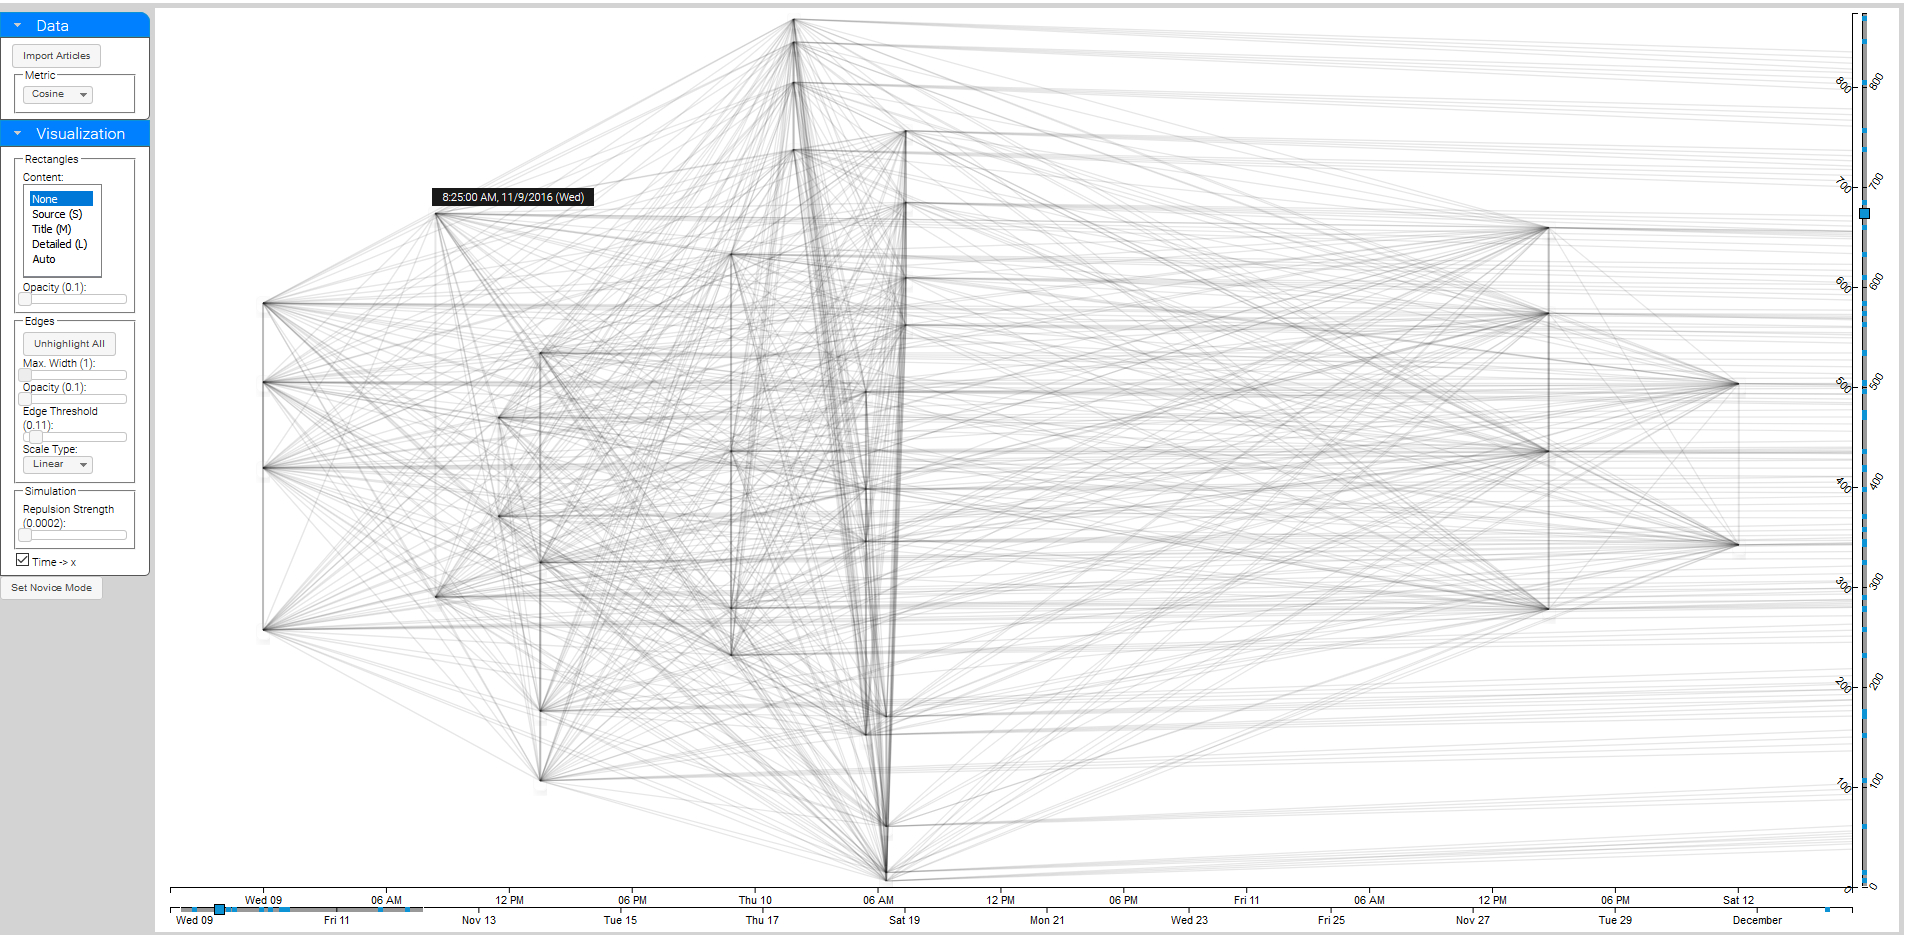 Data
Import Articles
Metric
Cosine
Visualization
Rectangles
Content:
None
Source (S)
Title (M)
Detailed (L)
Auto
Opacity (0.1):
Edges
Unhighlight All
Max. Width (1):
Opacity (0.1):
Edge Threshold
(0.11):
Scale Type:
Linear
Simulation
Repulsion Strength
(0.0002):
Time -> x
Set Novice Mode
8:25:00 AM, 11/9/2016 (Wed)
800 800
700 700
600 600
500 500
400 400
300 300
200 200
100 100
0 0
Wed 09 06 AM 12 PM 06 PM Thu 10 06 AM 12 PM 06 PM Fri 11 06 AM 12 PM 06 PM Sat 12
Wed 09 Fri 11 Nov 13 Tue 15 Thu 17 Sat 19 Mon 21 Wed 23 Fri 25 Nov 27 Tue 29 December